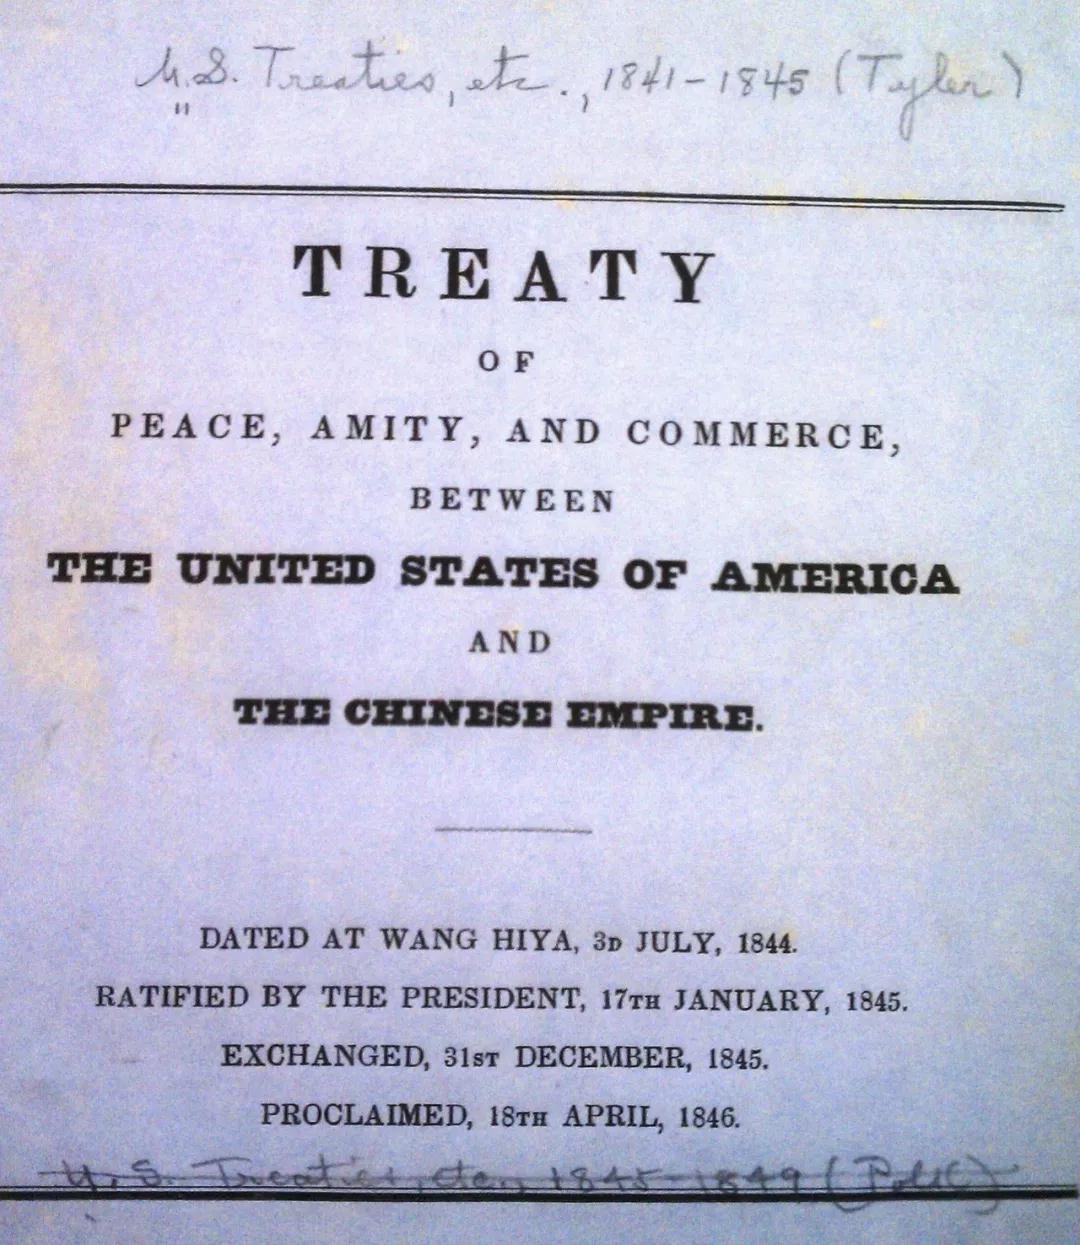 U.S. Treaties, etc., 1841-1845 (Tyler)
"
TREATY
OF
PEACE, AMITY, AND COMMERCE,
BETWEEN
THE UNITED STATES OF AMERICA
AND
THE CHINESE EMPIRE.
DATED AT WANG HIYA, 3D JULY, 1844.
RATIFIED BY THE PRESIDENT, 17TH JANUARY, 1845.
EXCHANGED, 31ST DECEMBER, 1845.
PROCLAIMED, 18TH APRIL, 1846.
U.S. Treaties, etc., 1845-1849 (Polk)